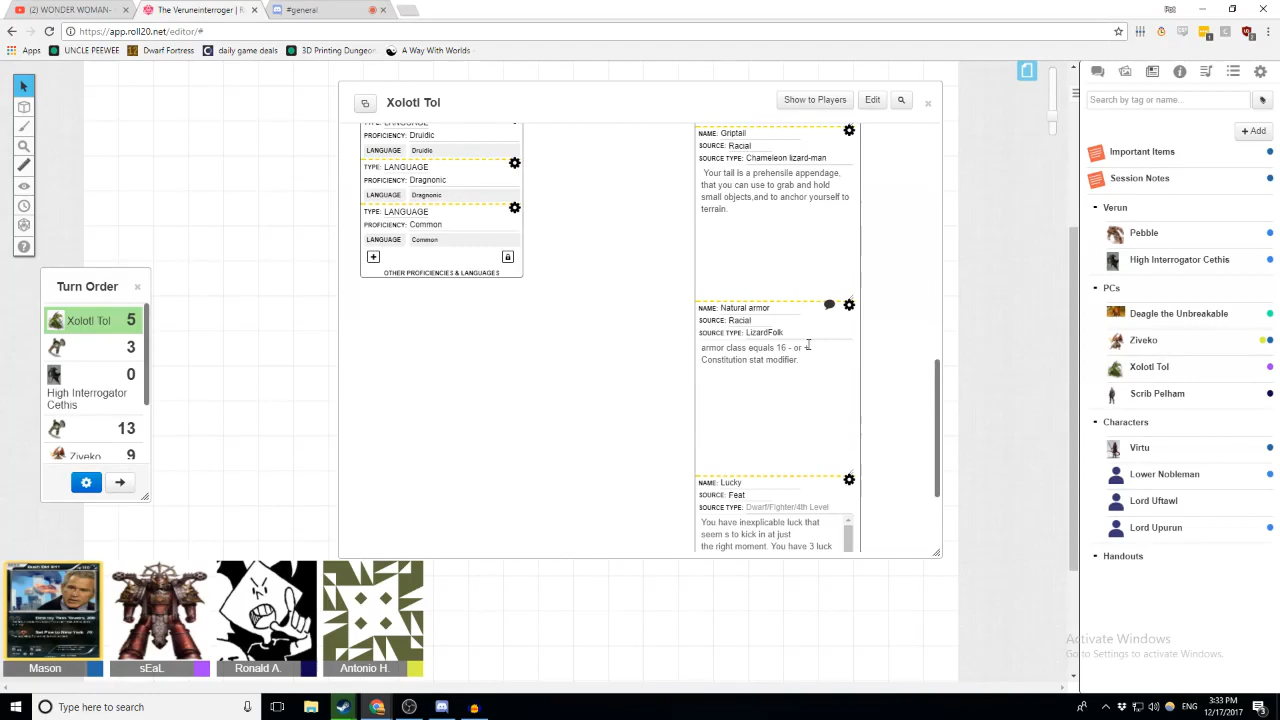 (2) WONDER WOMAN-
The Veruneinterroger | R
#general
https://app.roll20.net/editor/#
Apps
UNCLE PEEWEE
Dwarf Fortress
daily game deals
3D Printing Dungeon
A Way With Words
Xolotl Tol
Show to Players
Edit
TYPE: LANGUAGE
PROFICIENCY: Druidic
LANGUAGE Druidic
TYPE: LANGUAGE
PROFICIENCY: Dragnonic
LANGUAGE Dragnonic
TYPE: LANGUAGE
PROFICIENCY: Common
LANGUAGE Common
OTHER PROFICIENCIES & LANGUAGES
NAME: Griptail
SOURCE: Racial
SOURCE TYPE: Chameleon lizard-man
Your tail is a prehensile appendage,
that you can use to grab and hold
small objects,and to anchor yourself to
terrain.
NAME: Natural armor
SOURCE: Racial
SOURCE TYPE: LizardFolk
armor class equals 16 - or +
Constitution stat modifier.
NAME: Lucky
SOURCE: Feat
SOURCE TYPE: Dwarf/Fighter/4th Level
You have inexplicable luck that
seem s to kick in at just
the right moment. You have 3 luck
Turn Order
Xolotl Tol 5
3
0
High Interrogator
Cethis
13
Ziveko 9
Search by tag or name...
+ Add
Important Items
Session Notes
Verun
Pebble
High Interrogator Cethis
PCs
Deagle the Unbreakable
Ziveko
Xolotl Tol
Scrib Pelham
Characters
Virtu
Lower Nobleman
Lord Uftawl
Lord Upurun
Handouts
Mason
sEaL
Ronald A.
Antonio H.
Activate Windows
Go to Settings to activate Windows.
Type here to search
3:33 PM
12/17/2017